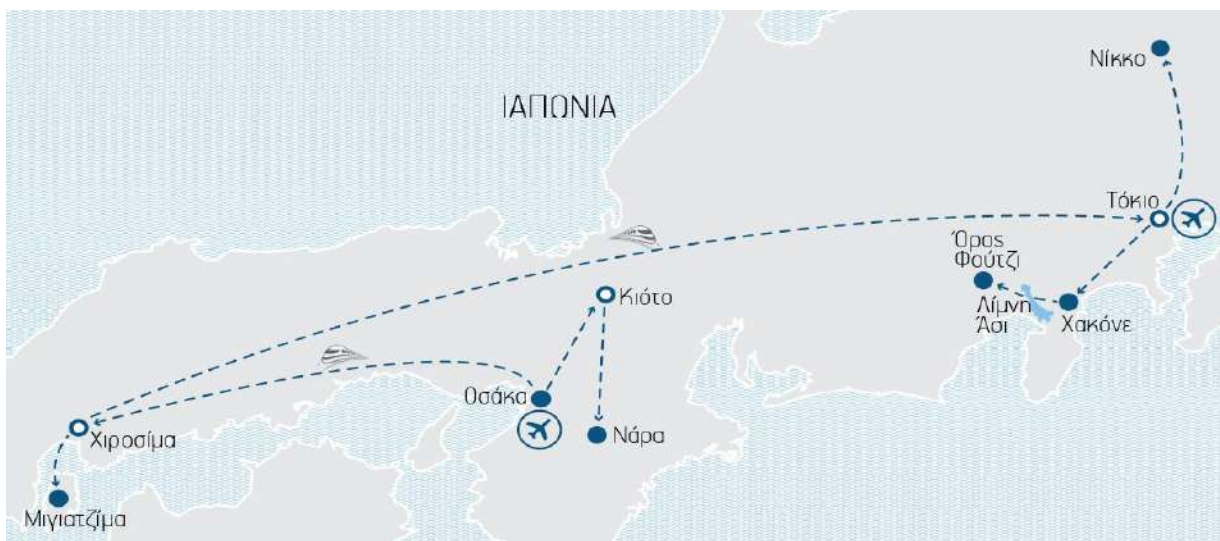 Νίκκο
ΙΑΠΩΝΙΑ
Τόκιο
Όρος
Φούτζι
Κιότο
Λίμνη
Άσι
Χακόνε
Οσάκα
Νάρα
Χιροσίμα
Μιγιατζίμα